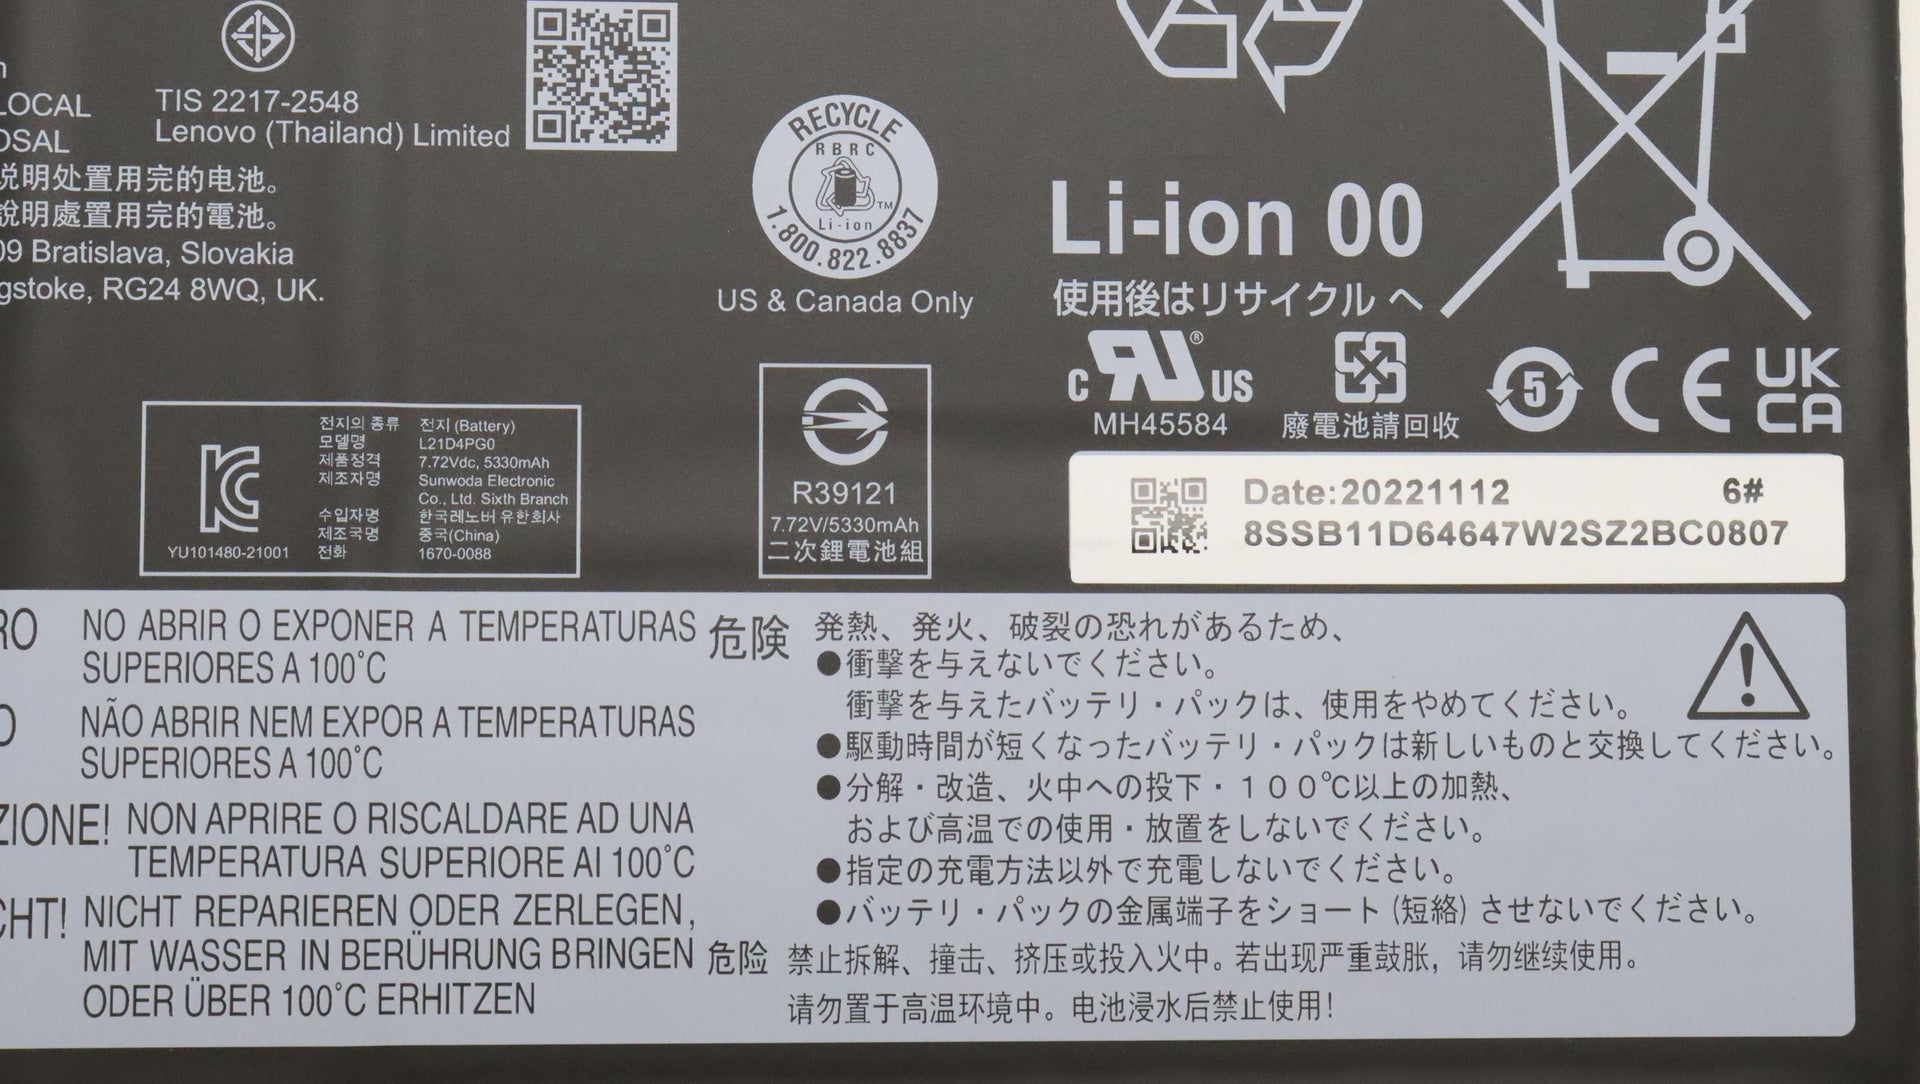 LOCAL
TIS 2217-2548
Lenovo (Thailand) Limited
说明处置用完的电池。
說明處置用完的電池。
09 Bratislava, Slovakia
gstoke, RG24 8WQ, UK.
RECYCLE
RBRC
TM
Li-ion
1.800.822.8837
US & Canada Only
Li-ion 00
使用後はリサイクル へ
C US ®
MH45584
廢電池請回收
5
CE
UK
CA
전지의 종류 전지 (Battery)
모델명 L21D4PG0
제품정격 7.72Vdc, 5330mAh
제조자명 Sunwoda Electronic
Co., Ltd. Sixth Branch
수입자명 한국레노버 유한회사
제조국명 중국(China)
전화 1670-0088
YU101480-21001
R39121
7.72V/5330mAh
二次鋰電池組
Date:20221112 6#
8SSB11D64647W2SZ2BC0807
RO NO ABRIR O EXPONER A TEMPERATURAS
SUPERIORES A 100°C
O NÃO ABRIR NEM EXPOR A TEMPERATURAS
SUPERIORES A 100°C
ZIONE! NON APRIRE O RISCALDARE AD UNA
TEMPERATURA SUPERIORE AI 100°C
CHT! NICHT REPARIEREN ODER ZERLEGEN,
MIT WASSER IN BERÜHRUNG BRINGEN
ODER ÜBER 100°C ERHITZEN
危険 発熱、発火、破裂の恐れがあるため、
●衝撃を与えないでください。
衝撃を与えたバッテリ・パックは、使用をやめてください。
●駆動時間が短くなったバッテリ・パックは新しいものと交換してください。
●分解・改造、火中への投下・１００℃以上の加熱、
および高温での使用・放置をしないでください。
●指定の充電方法以外で充電しないでください。
●バッテリ・パックの金属端子をショート (短絡) させないでください。
危险 禁止拆解、撞击、挤压或投入火中。若出现严重鼓胀，请勿继续使用。
请勿置于高温环境中。电池浸水后禁止使用!